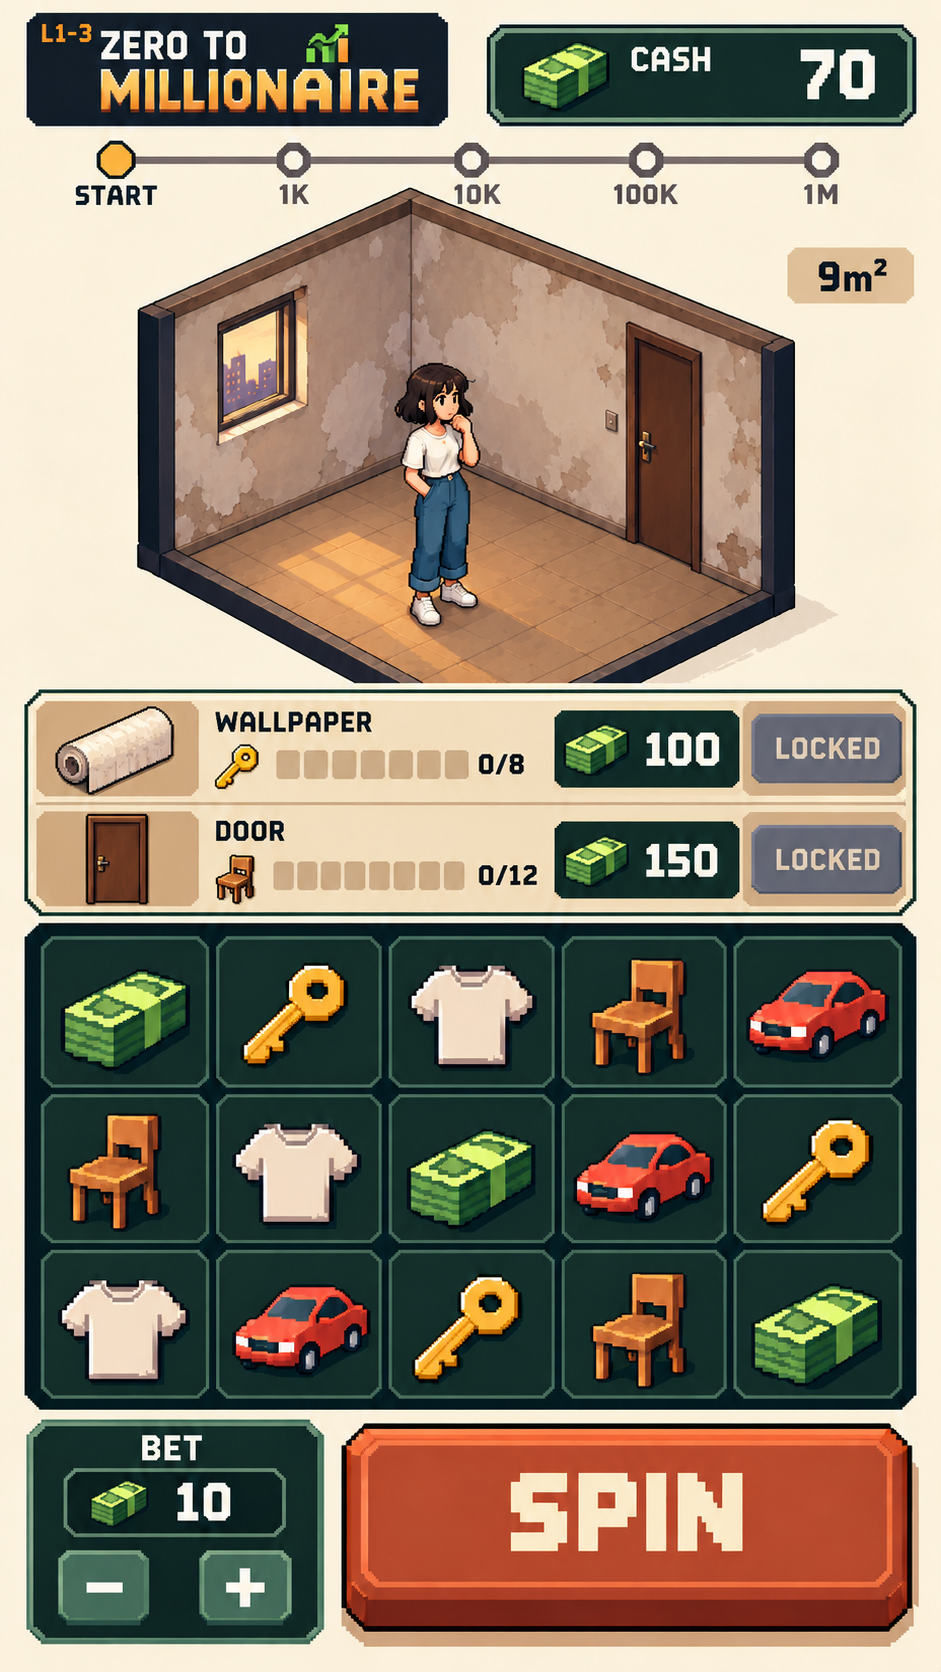 L1-3
ZERO TO
MILLIONAIRE
CASH 70
START 1K 10K 100K 1M
9m²
WALLPAPER
0/8 100 LOCKED
DOOR
0/12 150 LOCKED
BET
10
− +
SPIN